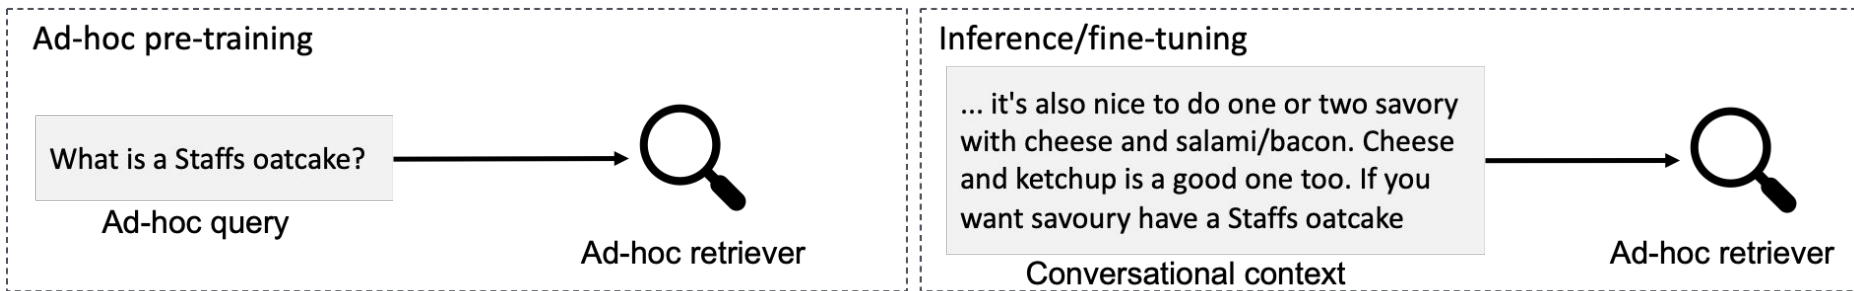 Ad-hoc pre-training
What is a Staffs oatcake?
Ad-hoc query
Ad-hoc retriever
Inference/fine-tuning
... it's also nice to do one or two savory
with cheese and salami/bacon. Cheese
and ketchup is a good one too. If you
want savoury have a Staffs oatcake
Conversational context
Ad-hoc retriever